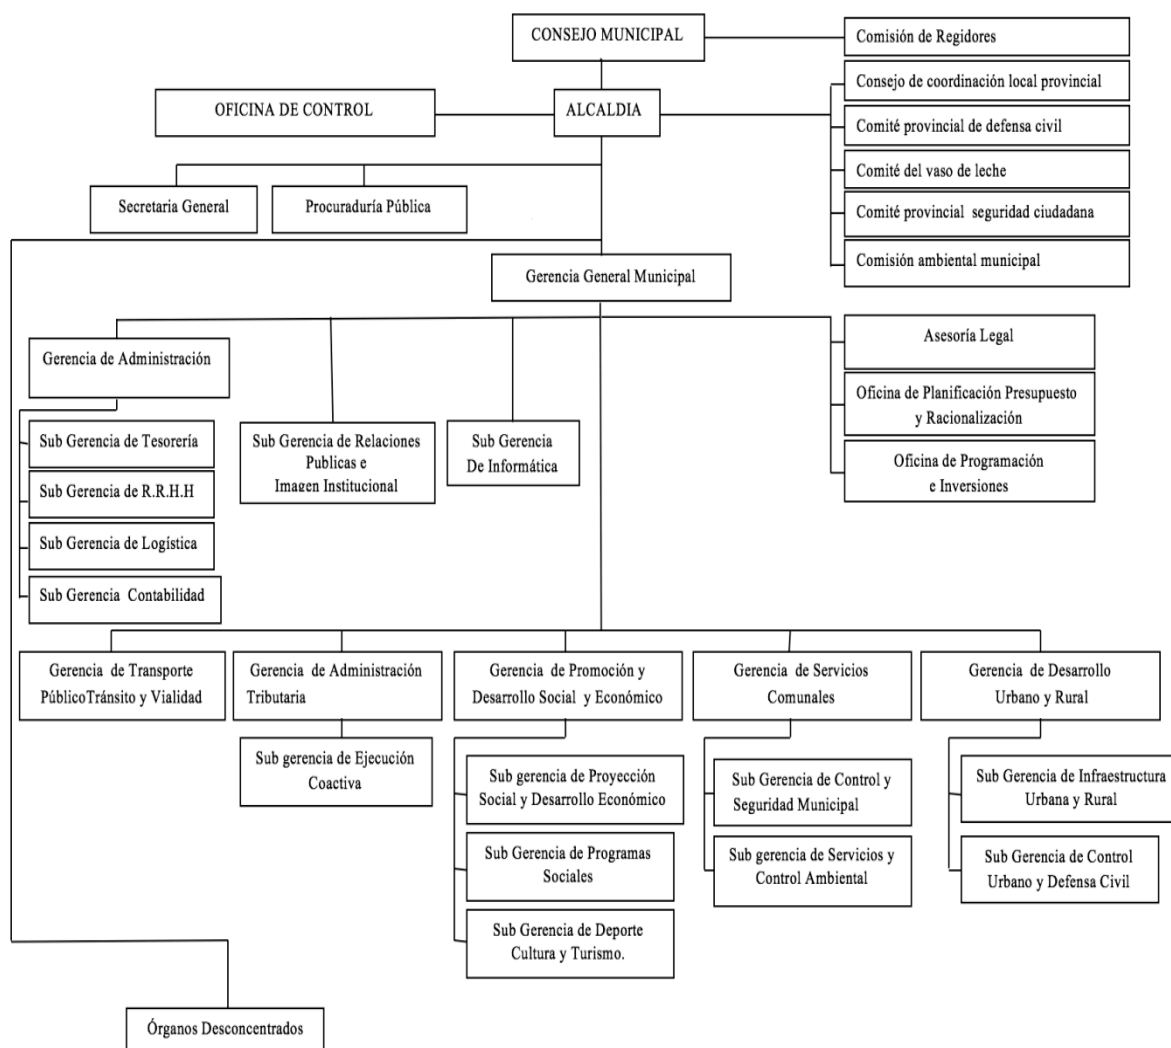 CONSEJO MUNICIPAL
Comisión de Regidores
Consejo de coordinación local provincial
OFICINA DE CONTROL
ALCALDIA
Comité provincial de defensa civil
Comité del vaso de leche
Secretaria General
Procuraduría Pública
Comité provincial seguridad ciudadana
Comisión ambiental municipal
Gerencia General Municipal
Gerencia de Administración
Asesoría Legal
Oficina de Planificación Presupuesto
y Racionalización
Sub Gerencia de Tesorería
Sub Gerencia de Relaciones
Publicas e
Imagen Institucional
Sub Gerencia
De Informática
Oficina de Programación
e Inversiones
Sub Gerencia de R.R.H.H
Sub Gerencia de Logística
Sub Gerencia Contabilidad
Gerencia de Transporte
PúblicoTránsito y Vialidad
Gerencia de Administración
Tributaria
Gerencia de Promoción y
Desarrollo Social y Económico
Gerencia de Servicios
Comunales
Gerencia de Desarrollo
Urbano y Rural
Sub gerencia de Ejecución
Coactiva
Sub gerencia de Proyección
Social y Desarrollo Económico
Sub Gerencia de Control y
Seguridad Municipal
Sub Gerencia de Infraestructura
Urbana y Rural
Sub Gerencia de Programas
Sociales
Sub gerencia de Servicios y
Control Ambiental
Sub Gerencia de Control
Urbano y Defensa Civil
Sub Gerencia de Deporte
Cultura y Turismo.
Órganos Desconcentrados